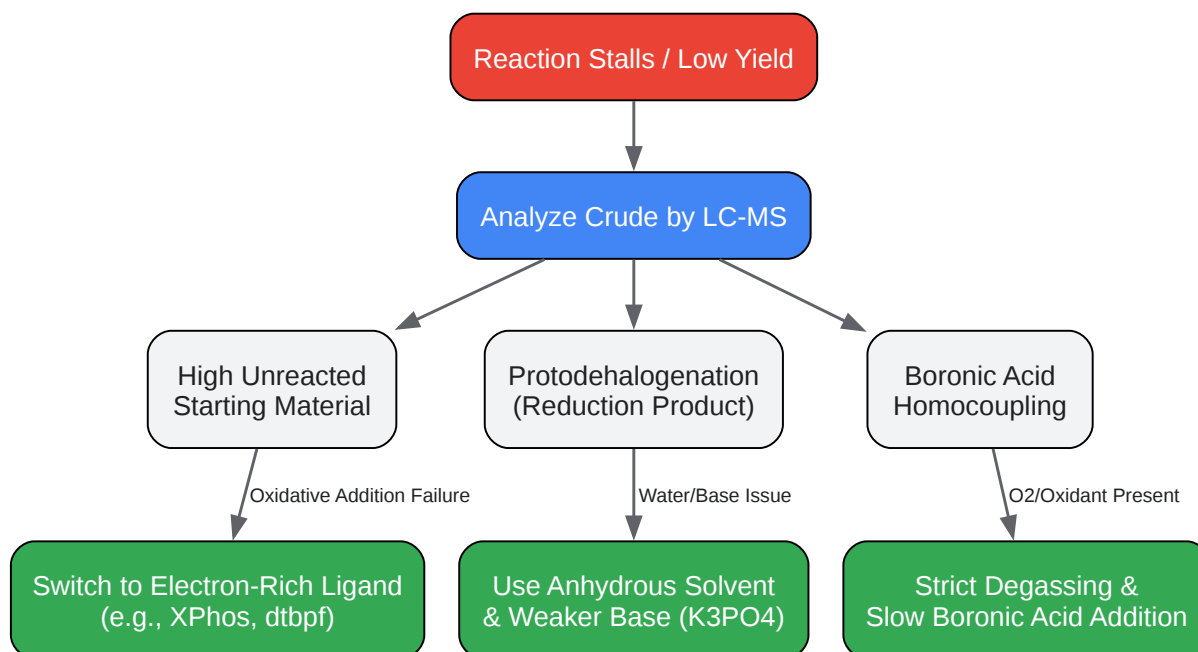 Reaction Stalls / Low Yield
Analyze Crude by LC-MS
High Unreacted
Starting Material
Protodehalogenation
(Reduction Product)
Boronic Acid
Homocoupling
Oxidative Addition Failure
Water/Base Issue
O2/Oxidant Present
Switch to Electron-Rich Ligand
(e.g., XPhos, dtbpf)
Use Anhydrous Solvent
& Weaker Base (K3PO4)
Strict Degassing &
Slow Boronic Acid Addition